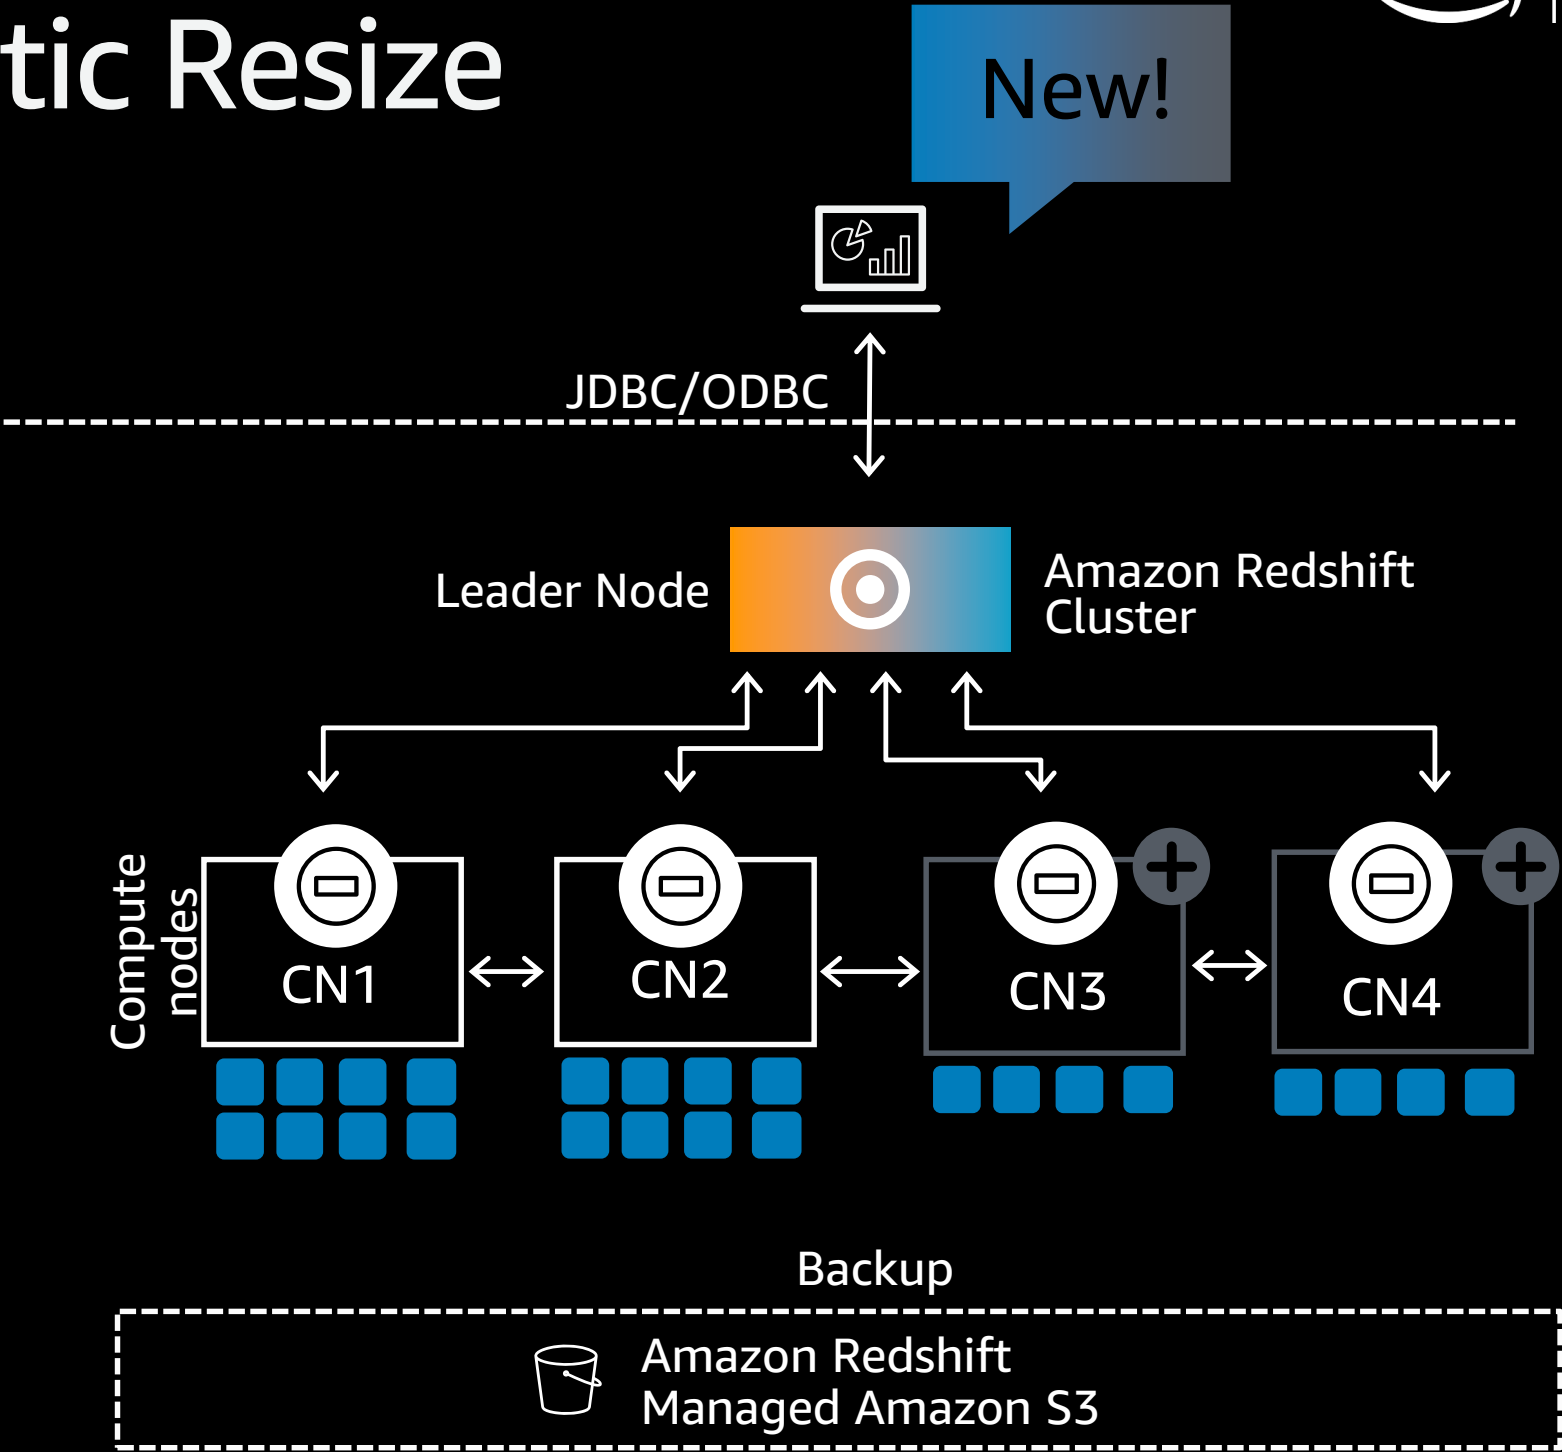 tic Resize
New!
JDBC/ODBC
Leader Node
Amazon Redshift
Cluster
Compute
nodes
CN1
CN2
CN3
CN4
Backup
Amazon Redshift
Managed Amazon S3